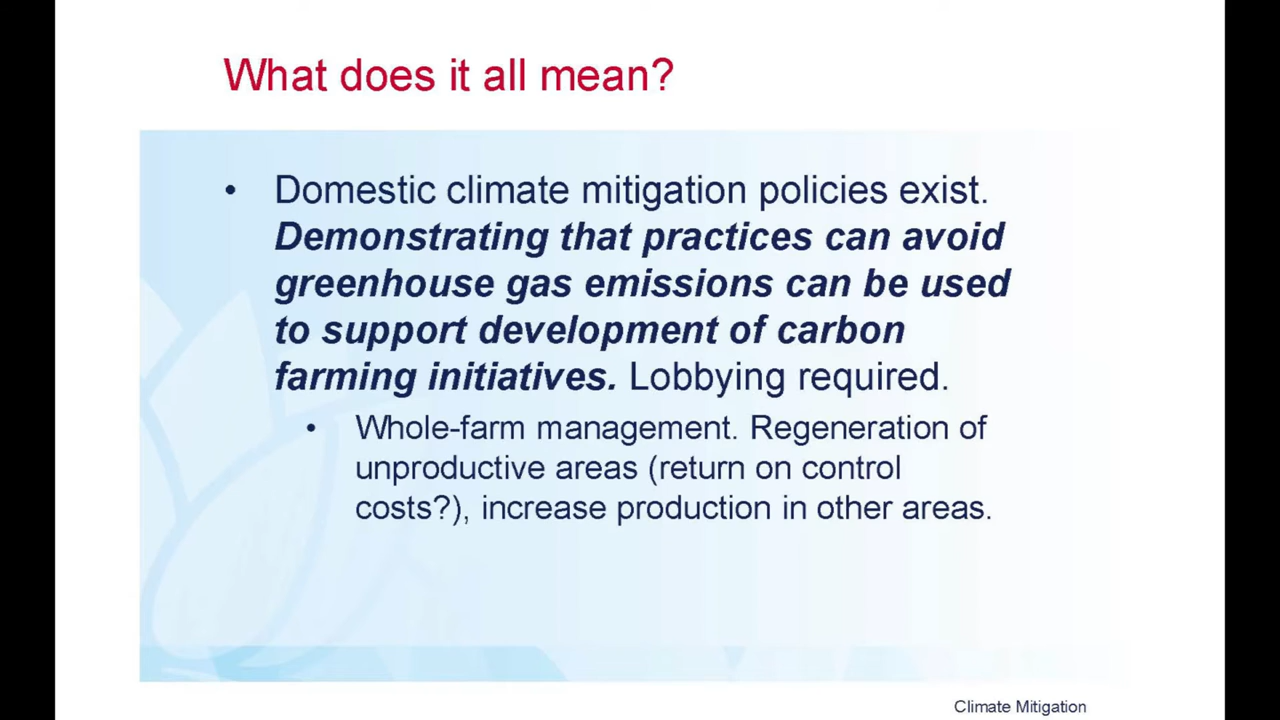 What does it all mean?
• Domestic climate mitigation policies exist.
Demonstrating that practices can avoid
greenhouse gas emissions can be used
to support development of carbon
farming initiatives. Lobbying required.
• Whole-farm management. Regeneration of
unproductive areas (return on control
costs?), increase production in other areas.
Climate Mitigation